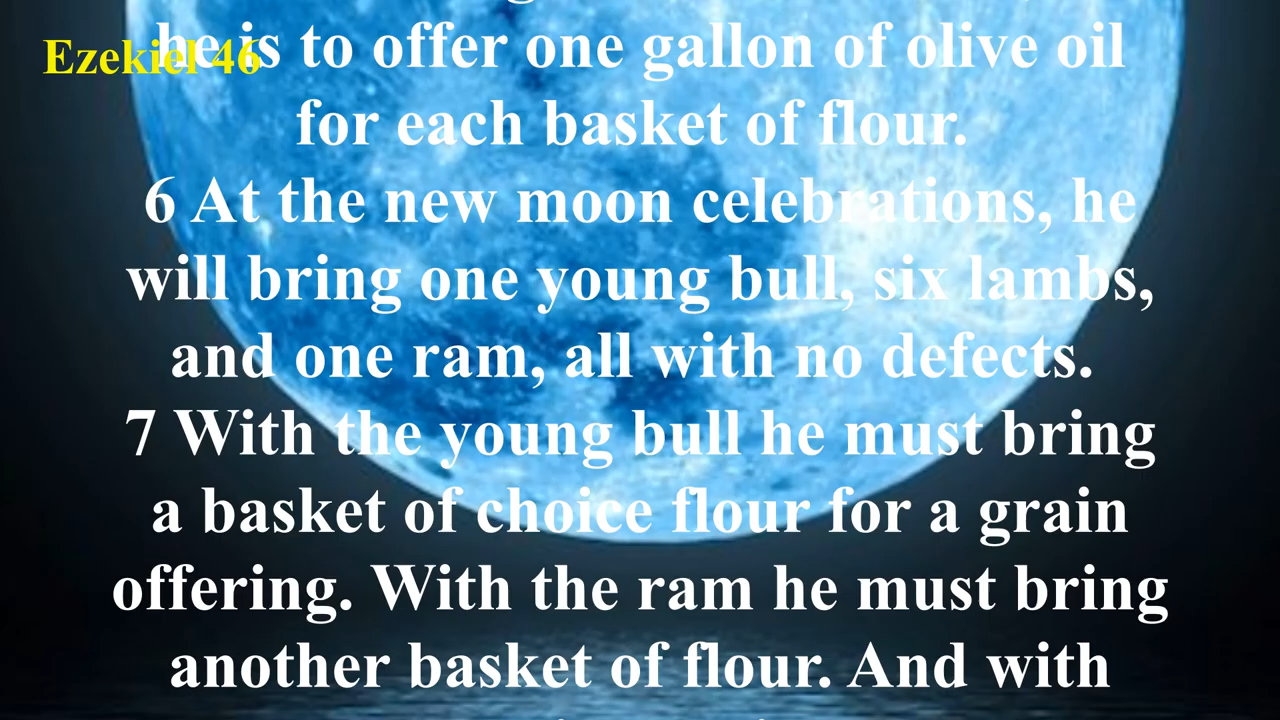 Ezekiel 46
he is to offer one gallon of olive oil
for each basket of flour.
6 At the new moon celebrations, he
will bring one young bull, six lambs,
and one ram, all with no defects.
7 With the young bull he must bring
a basket of choice flour for a grain
offering. With the ram he must bring
another basket of flour. And with